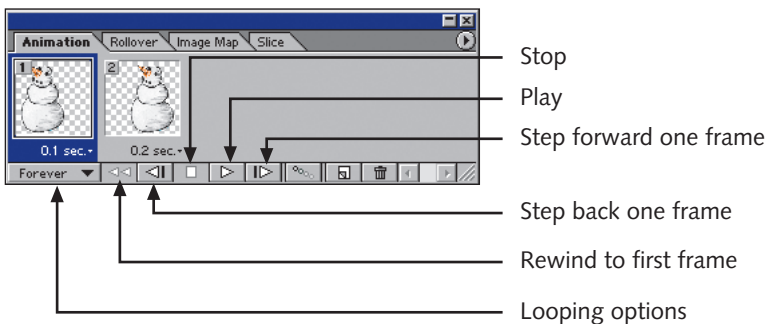 Animation Rollover Image Map Slice
1 2
0.1 sec. 0.2 sec.
Forever
Stop
Play
Step forward one frame
Step back one frame
Rewind to first frame
Looping options